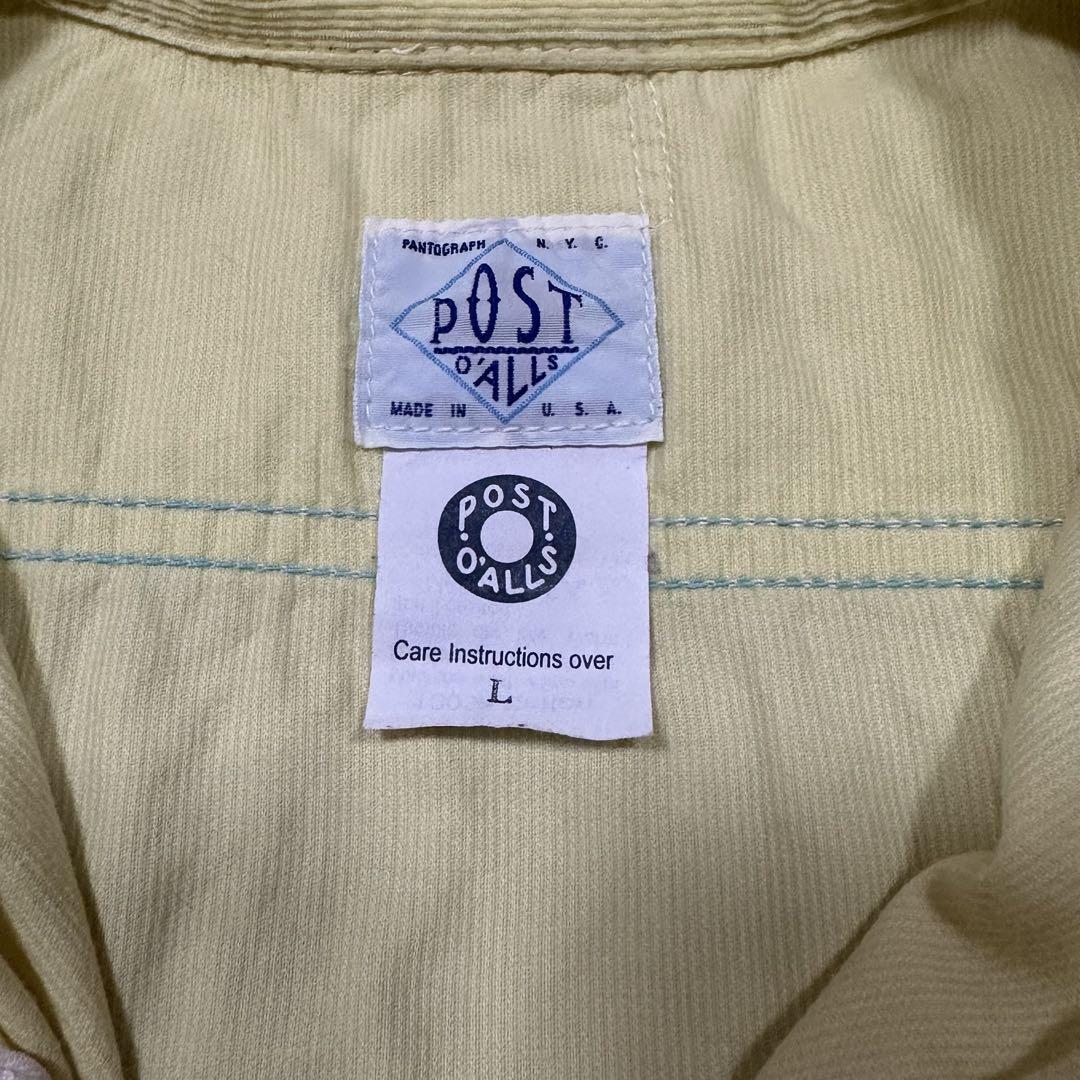 PANTOGRAPH N. Y. C.
POST
O'ALLS
MADE IN U. S. A.
POST
O'ALLS
Care Instructions over
L